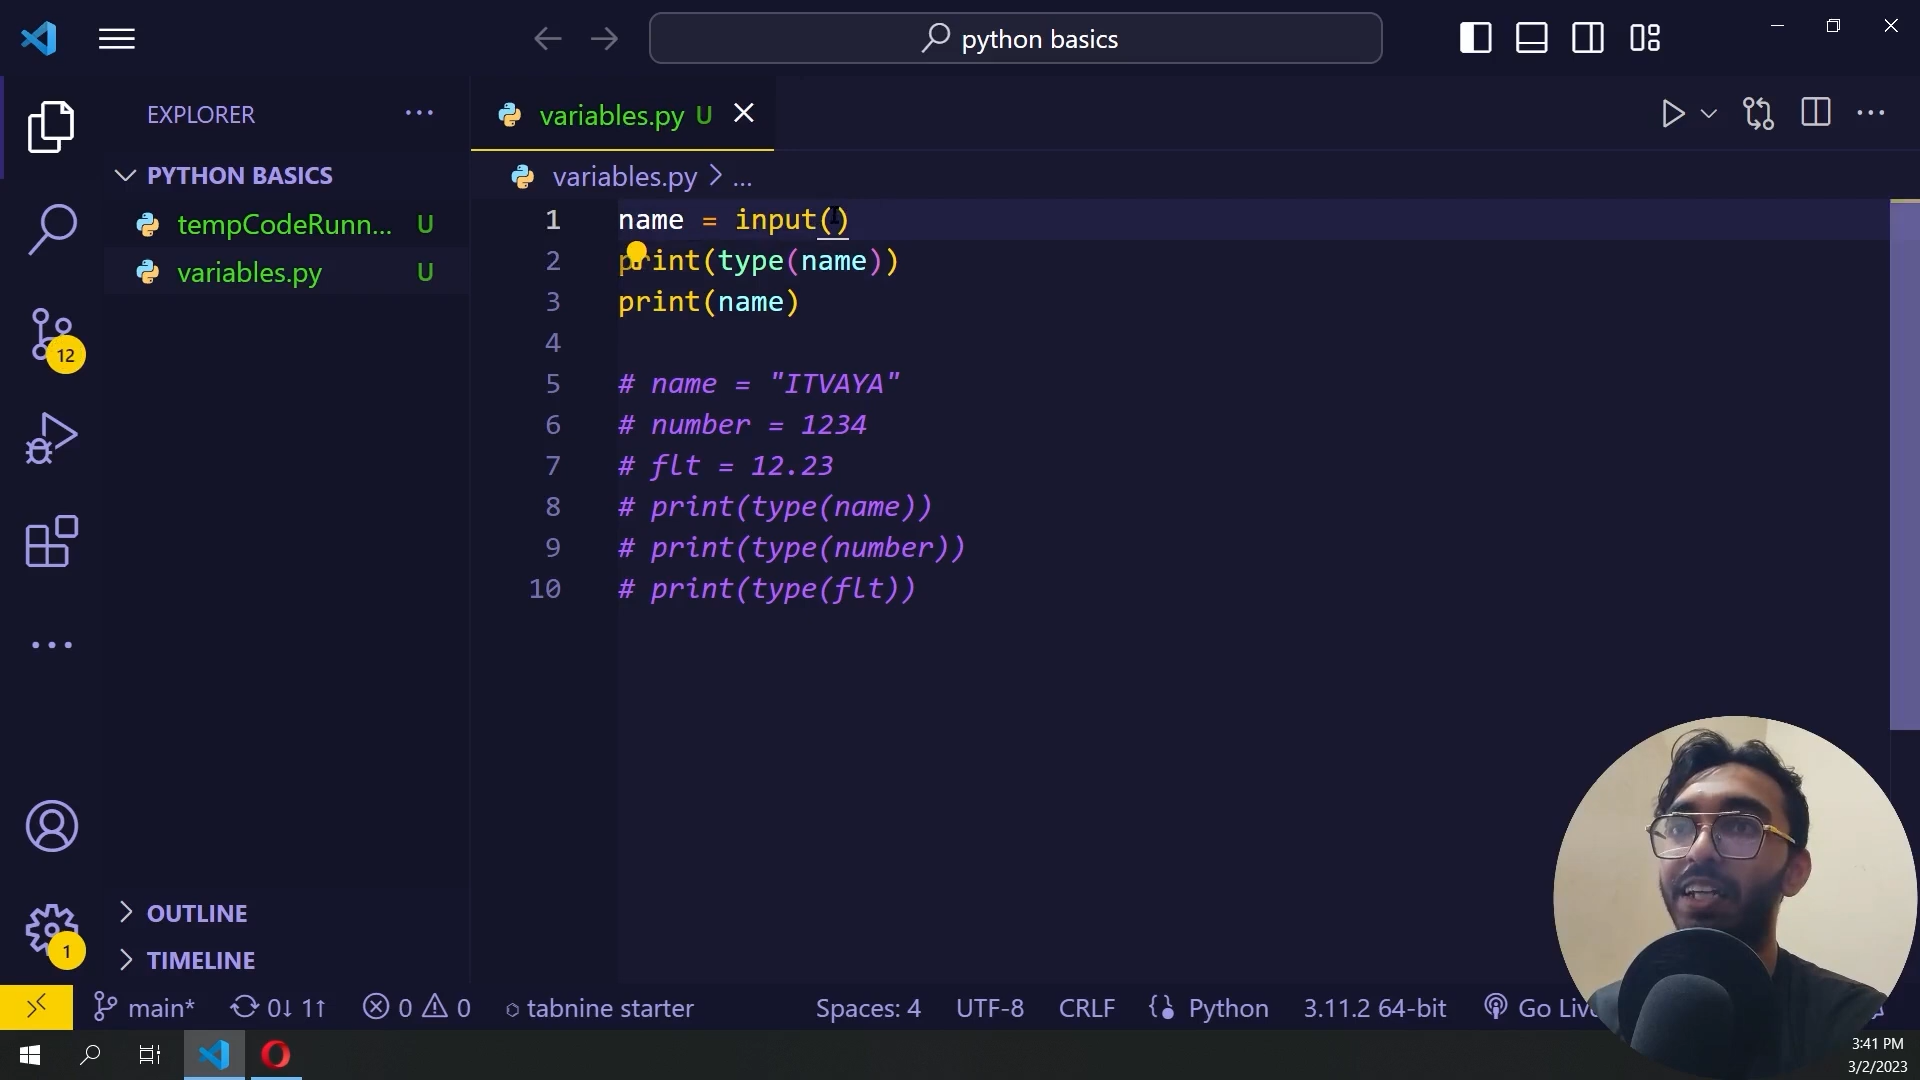 python basics
EXPLORER
variables.py U
PYTHON BASICS
variables.py > ...
tempCodeRunn... U
variables.py U
1 name = input()
2 print(type(name))
3 print(name)
4
5 # name = "ITVAYA"
6 # number = 1234
7 # flt = 12.23
8 # print(type(name))
9 # print(type(number))
10 # print(type(flt))
12
OUTLINE
1
TIMELINE
main* 0↓ 1↑ 0 0 tabnine starter Spaces: 4 UTF-8 CRLF Python 3.11.2 64-bit Go
3:41 PM
3/2/2023